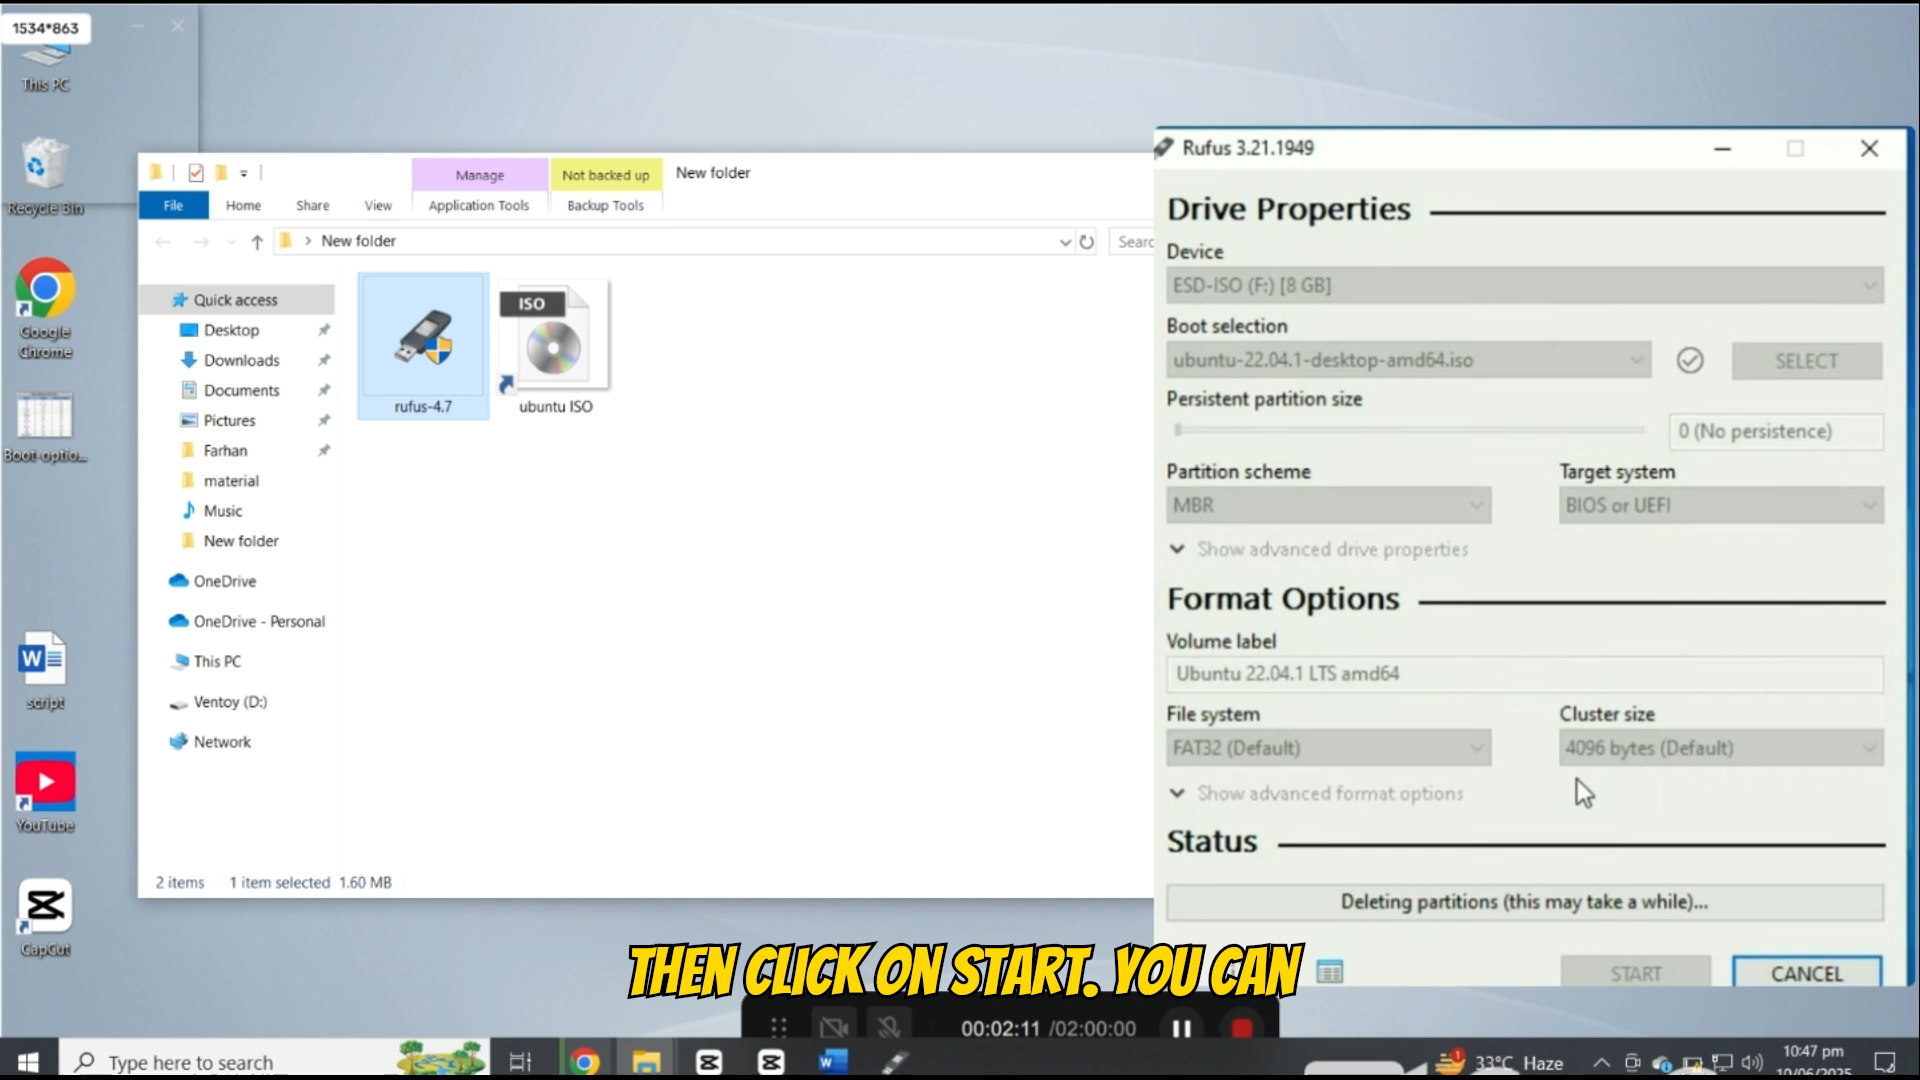 1534*863
This PC
Recycle Bin
Google
Chrome
Boot-optio...
script
YouTube
CapCut
Manage
Not backed up
New folder
File
Home
Share
View
Application Tools
Backup Tools
New folder
Searc
Quick access
Desktop
Downloads
Documents
Pictures
Farhan
material
Music
New folder
OneDrive
OneDrive - Personal
This PC
Ventoy (D:)
Network
rufus-4.7
ISO
ubuntu ISO
2 items
1 item selected 1.60 MB
Rufus 3.21.1949
Drive Properties
Device
ESD-ISO (F:) [8 GB]
Boot selection
ubuntu-22.04.1-desktop-amd64.iso
SELECT
Persistent partition size
0 (No persistence)
Partition scheme
Target system
MBR
BIOS or UEFI
Show advanced drive properties
Format Options
Volume label
Ubuntu 22.04.1 LTS amd64
File system
Cluster size
FAT32 (Default)
4096 bytes (Default)
Show advanced format options
Status
Deleting partitions (this may take a while)...
START
CANCEL
THEN CLICK ON START. YOU CAN
00:02:11 /02:00:00
Type here to search
33°C Haze
10:47 pm
10/06/2025